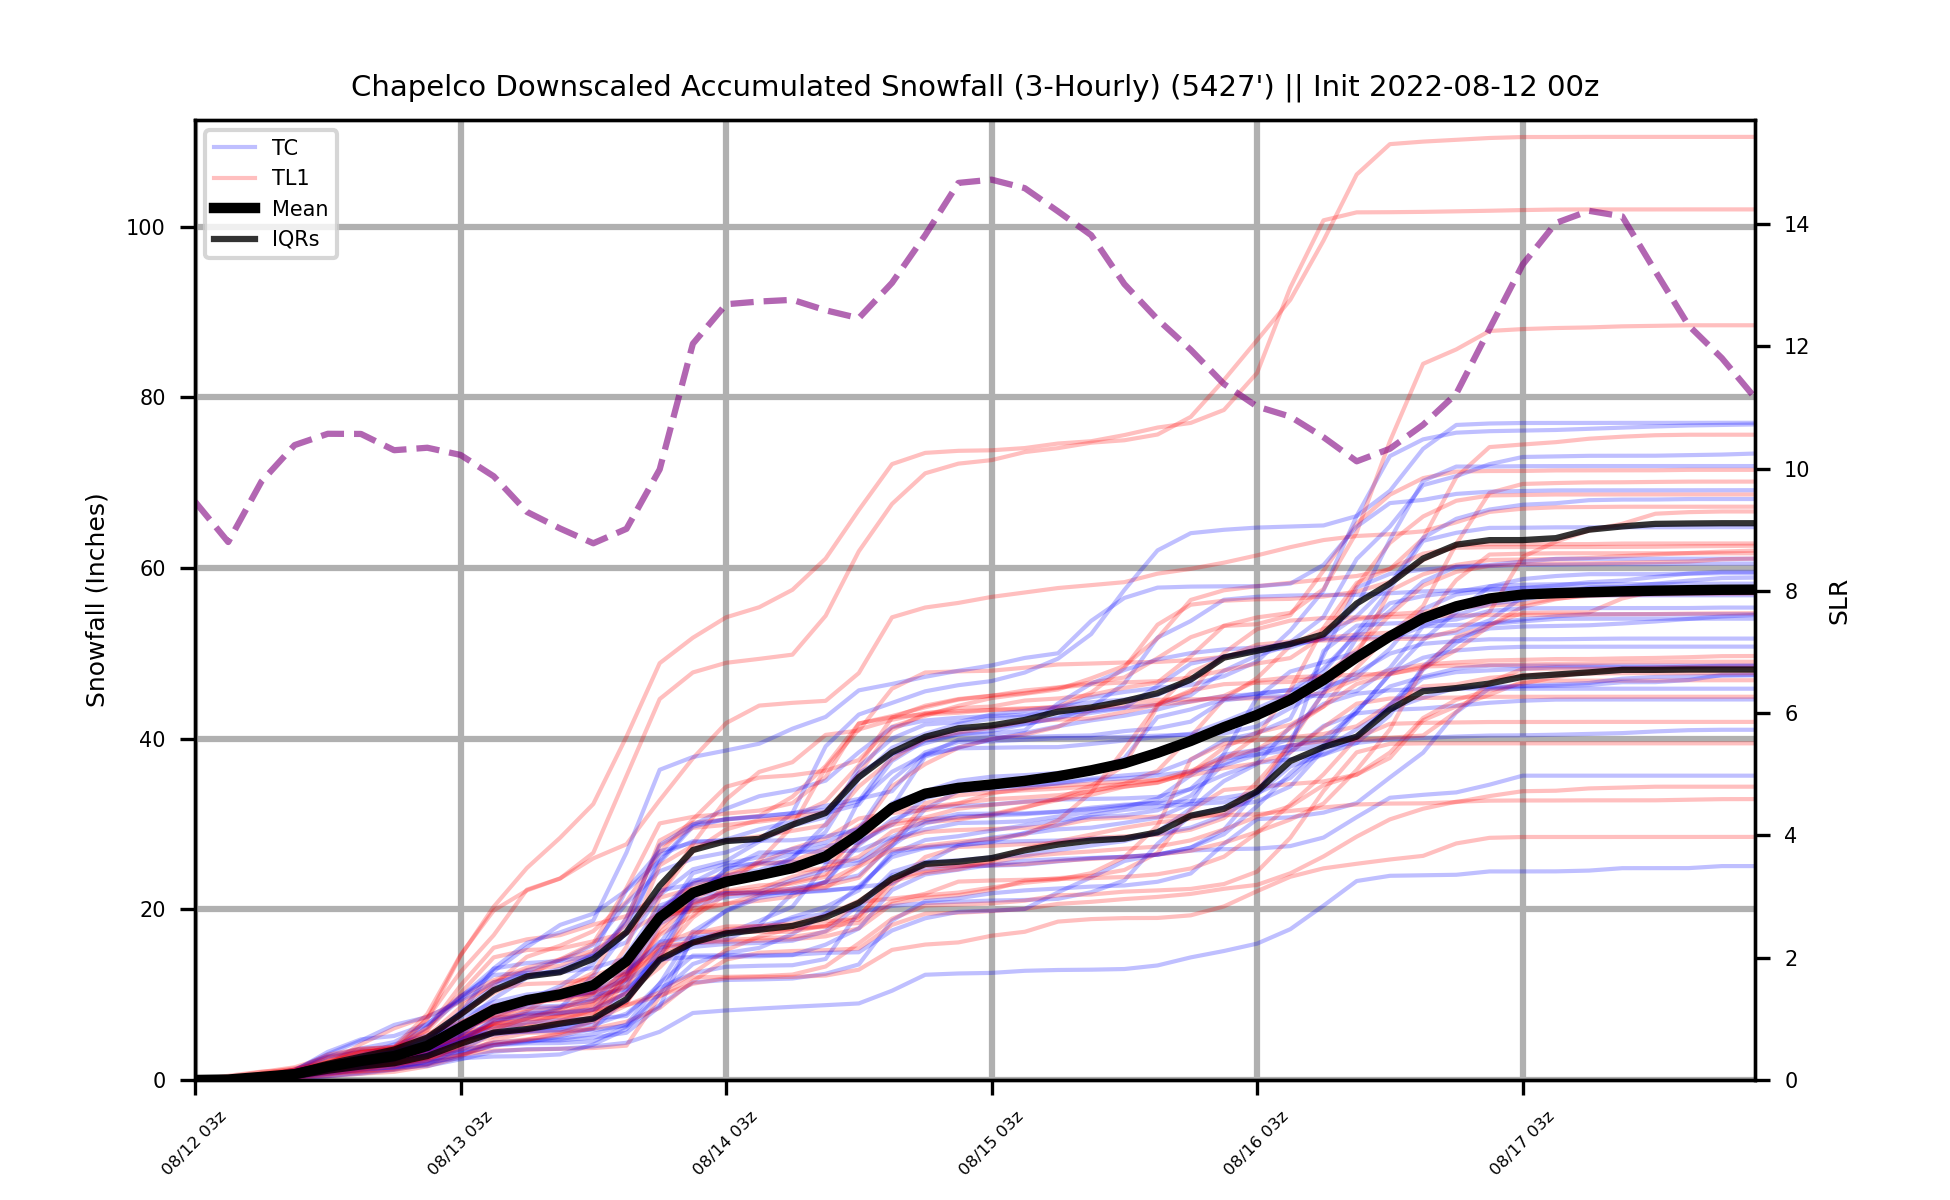 Chapelco Downscaled Accumulated Snowfall (3-Hourly) (5427') || Init 2022-08-12 00z
TC
TL1
Mean
IQRs
100
80
60
40
20
0
Snowfall (Inches)
14
12
10
8
6
4
2
0
SLR
08/12 03z
08/13 03z
08/14 03z
08/15 03z
08/16 03z
08/17 03z